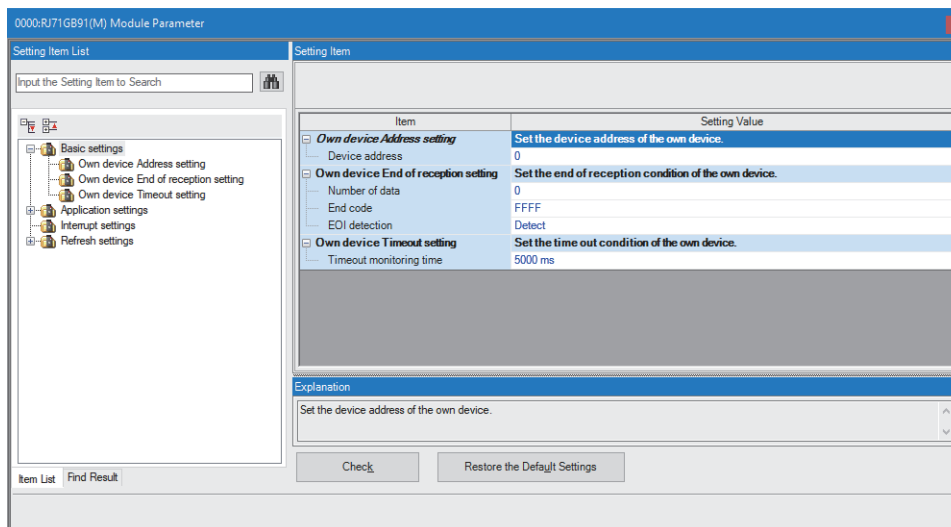 0000:RJ71GB91(M) Module Parameter
Setting Item List
Input the Setting Item to Search
Basic settings
Own device Address setting
Own device End of reception setting
Own device Timeout setting
Application settings
Interrupt settings
Refresh settings
Item List Find Result
Setting Item
Item Setting Value
Own device Address setting Set the device address of the own device.
Device address 0
Own device End of reception setting Set the end of reception condition of the own device.
Number of data 0
End code FFFF
EOI detection Detect
Own device Timeout setting Set the time out condition of the own device.
Timeout monitoring time 5000 ms
Explanation
Set the device address of the own device.
Check Restore the Default Settings